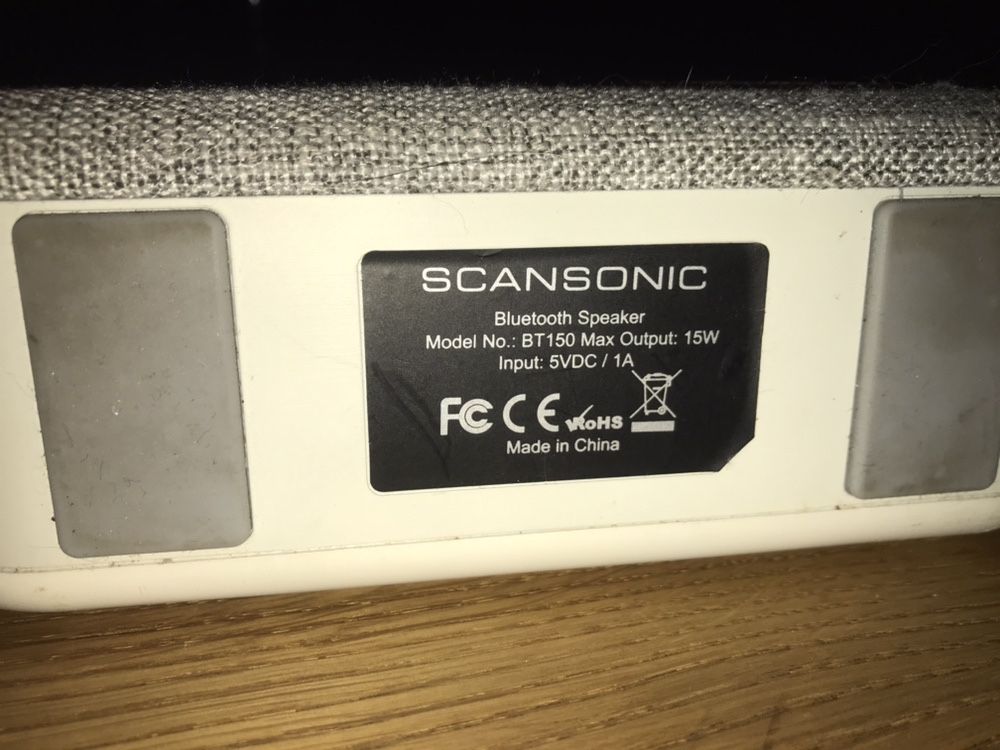 SCANSONIC
Bluetooth Speaker
Model No.: BT150 Max Output: 15W
Input: 5VDC / 1A
FC CE RoHS
Made in China